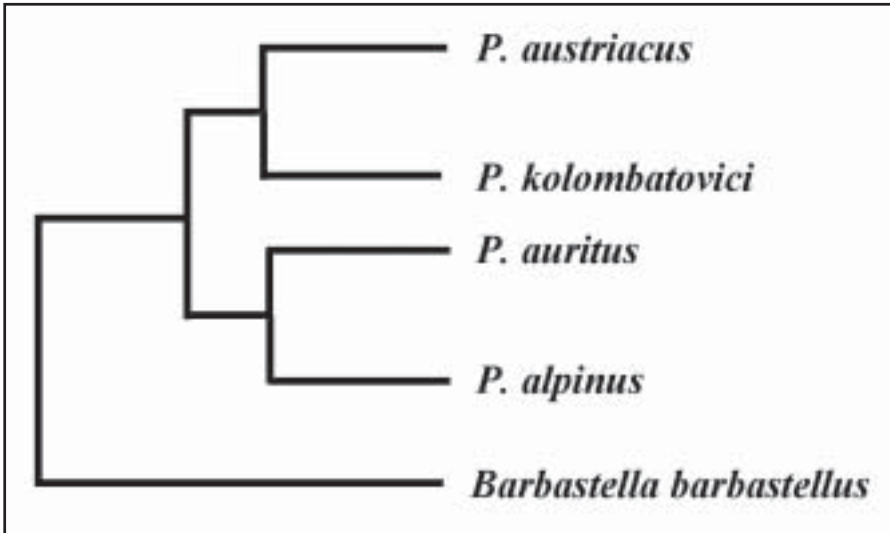 P. austriacus
P. kolombatovici
P. auritus
P. alpinus
Barbastella barbastellus